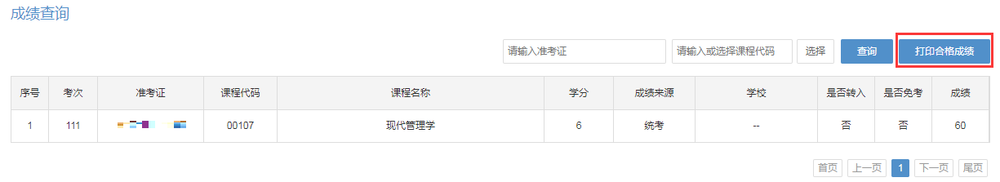 成绩查询
请输入准考证 请输入或选择课程代码 选择 查询 打印合格成绩
序号 考次 准考证 课程代码 课程名称 学分 成绩来源 学校 是否转入 是否免考 成绩
1 111 00107 现代管理学 6 统考 -- 否 否 60
首页 上一页 1 下一页 尾页